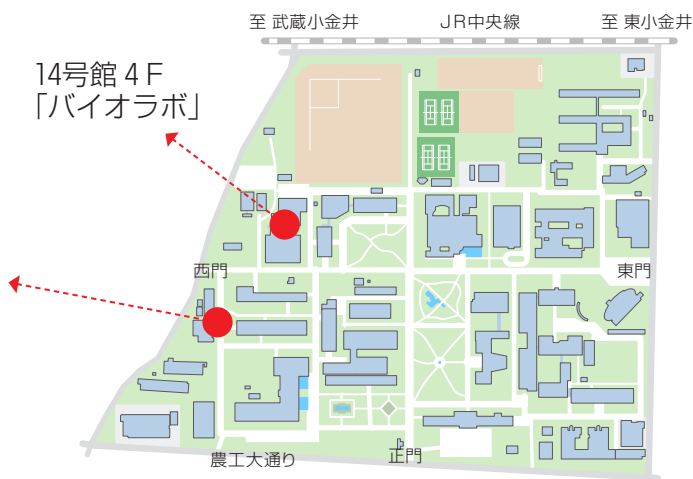 至 武蔵小金井 JR中央線 至 東小金井
14号館 4F
「バイオラボ」
西門
東門
農工大通り
正門